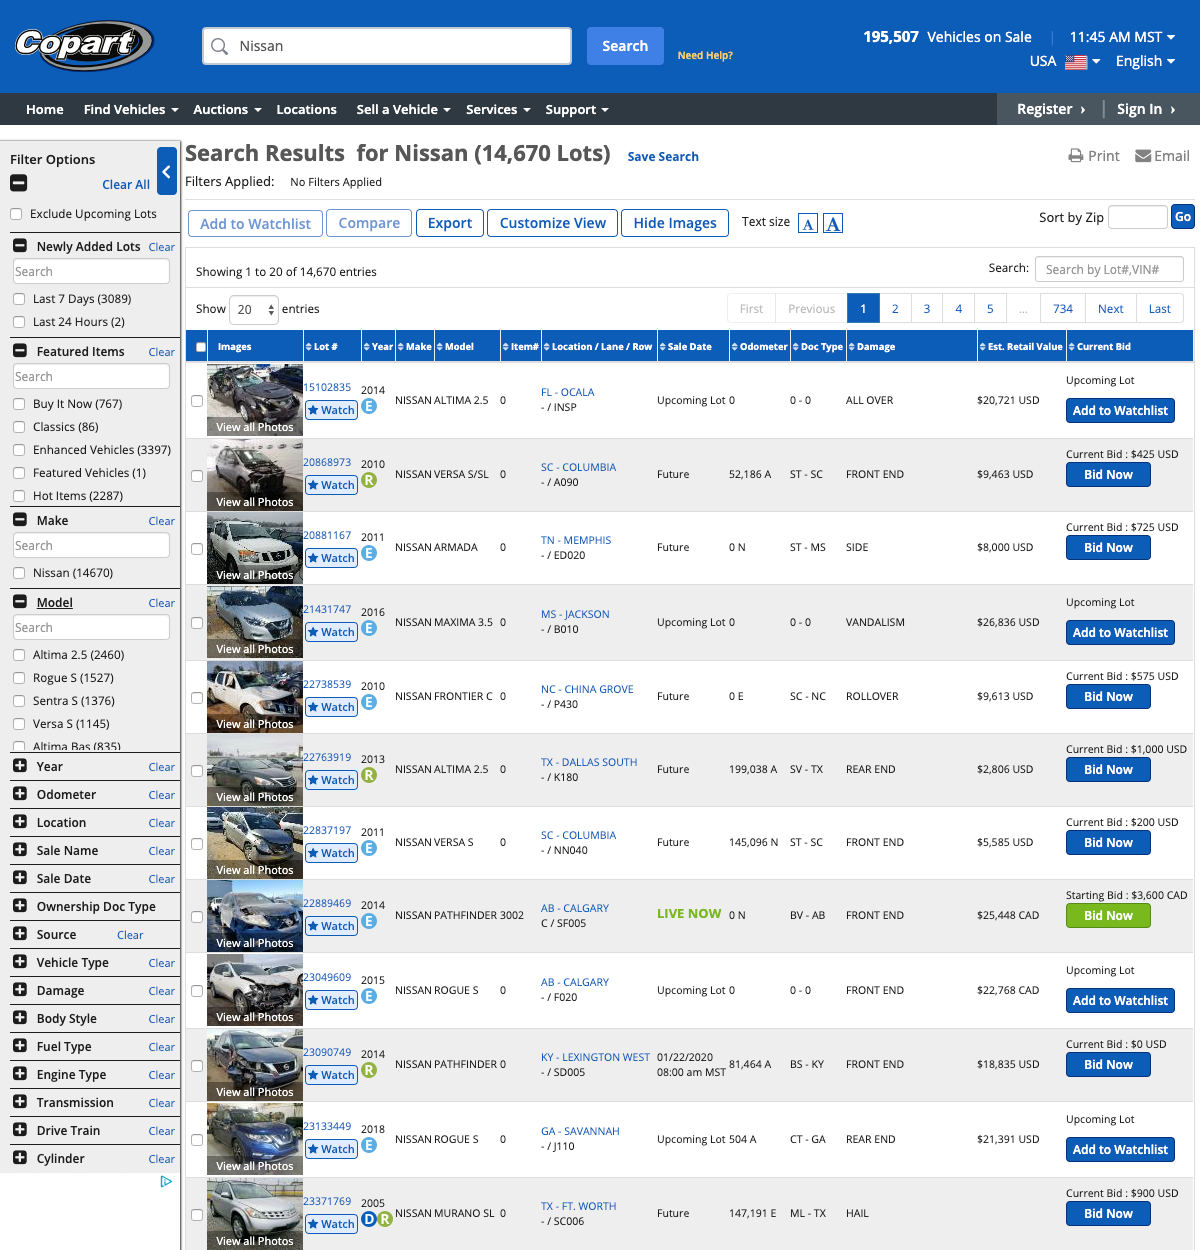 Copart
Nissan
Search
Need Help?
195,507 Vehicles on Sale
11:45 AM MST
USA
English
Home Find Vehicles Auctions Locations Sell a Vehicle Services Support Register Sign In
Filter Options
Clear All
Exclude Upcoming Lots
Newly Added Lots Clear
Search
Last 7 Days (3089)
Last 24 Hours (2)
Featured Items Clear
Search
Buy It Now (767)
Classics (86)
Enhanced Vehicles (3397)
Featured Vehicles (1)
Hot Items (2287)
Make Clear
Search
Nissan (14670)
Model Clear
Search
Altima 2.5 (2460)
Rogue S (1527)
Sentra S (1376)
Versa S (1145)
Altima Bas (835)
Year Clear
Odometer Clear
Location Clear
Sale Name Clear
Sale Date Clear
Ownership Doc Type
Source Clear
Vehicle Type Clear
Damage Clear
Body Style Clear
Fuel Type Clear
Engine Type Clear
Transmission Clear
Drive Train Clear
Cylinder Clear
Search Results for Nissan (14,670 Lots) Save Search
Print Email
Filters Applied: No Filters Applied
Add to Watchlist Compare Export Customize View Hide Images Text size A A
Sort by Zip Go
Showing 1 to 20 of 14,670 entries
Search: Search by Lot#,VIN#
Show 20 entries
First Previous 1 2 3 4 5 ... 734 Next Last
Images Lot # Year Make Model Item# Location / Lane / Row Sale Date Odometer Doc Type Damage Est. Retail Value Current Bid
View all Photos
15102835
Watch
2014
E
NISSAN ALTIMA 2.5 0
FL - OCALA
- / INSP
Upcoming Lot 0 0 - 0 ALL OVER $20,721 USD
Upcoming Lot
Add to Watchlist
View all Photos
20868973
Watch
2010
R
NISSAN VERSA S/SL 0
SC - COLUMBIA
- / A090
Future 52,186 A ST - SC FRONT END $9,463 USD
Current Bid : $425 USD
Bid Now
View all Photos
20881167
Watch
2011
E
NISSAN ARMADA 0
TN - MEMPHIS
- / ED020
Future 0 N ST - MS SIDE $8,000 USD
Current Bid : $725 USD
Bid Now
View all Photos
21431747
Watch
2016
E
NISSAN MAXIMA 3.5 0
MS - JACKSON
- / B010
Upcoming Lot 0 0 - 0 VANDALISM $26,836 USD
Upcoming Lot
Add to Watchlist
View all Photos
22738539
Watch
2010
E
NISSAN FRONTIER C 0
NC - CHINA GROVE
- / P430
Future 0 E SC - NC ROLLOVER $9,613 USD
Current Bid : $575 USD
Bid Now
View all Photos
22763919
Watch
2013
R
NISSAN ALTIMA 2.5 0
TX - DALLAS SOUTH
- / K180
Future 199,038 A SV - TX REAR END $2,806 USD
Current Bid : $1,000 USD
Bid Now
View all Photos
22837197
Watch
2011
E
NISSAN VERSA S 0
SC - COLUMBIA
- / NN040
Future 145,096 N ST - SC FRONT END $5,585 USD
Current Bid : $200 USD
Bid Now
View all Photos
22889469
Watch
2014
E
NISSAN PATHFINDER 3002
AB - CALGARY
C / SF005
LIVE NOW 0 N BV - AB FRONT END $25,448 CAD
Starting Bid : $3,600 CAD
Bid Now
View all Photos
23049609
Watch
2015
E
NISSAN ROGUE S 0
AB - CALGARY
- / F020
Upcoming Lot 0 0 - 0 FRONT END $22,768 CAD
Upcoming Lot
Add to Watchlist
View all Photos
23090749
Watch
2014
R
NISSAN PATHFINDER 0
KY - LEXINGTON WEST
- / SD005
01/22/2020
08:00 am MST
81,464 A BS - KY FRONT END $18,835 USD
Current Bid : $0 USD
Bid Now
View all Photos
23133449
Watch
2018
E
NISSAN ROGUE S 0
GA - SAVANNAH
- / J110
Upcoming Lot 504 A CT - GA REAR END $21,391 USD
Upcoming Lot
Add to Watchlist
View all Photos
23371769
Watch
2005
D R
NISSAN MURANO SL 0
TX - FT. WORTH
- / SC006
Future 147,191 E ML - TX HAIL
Current Bid : $900 USD
Bid Now